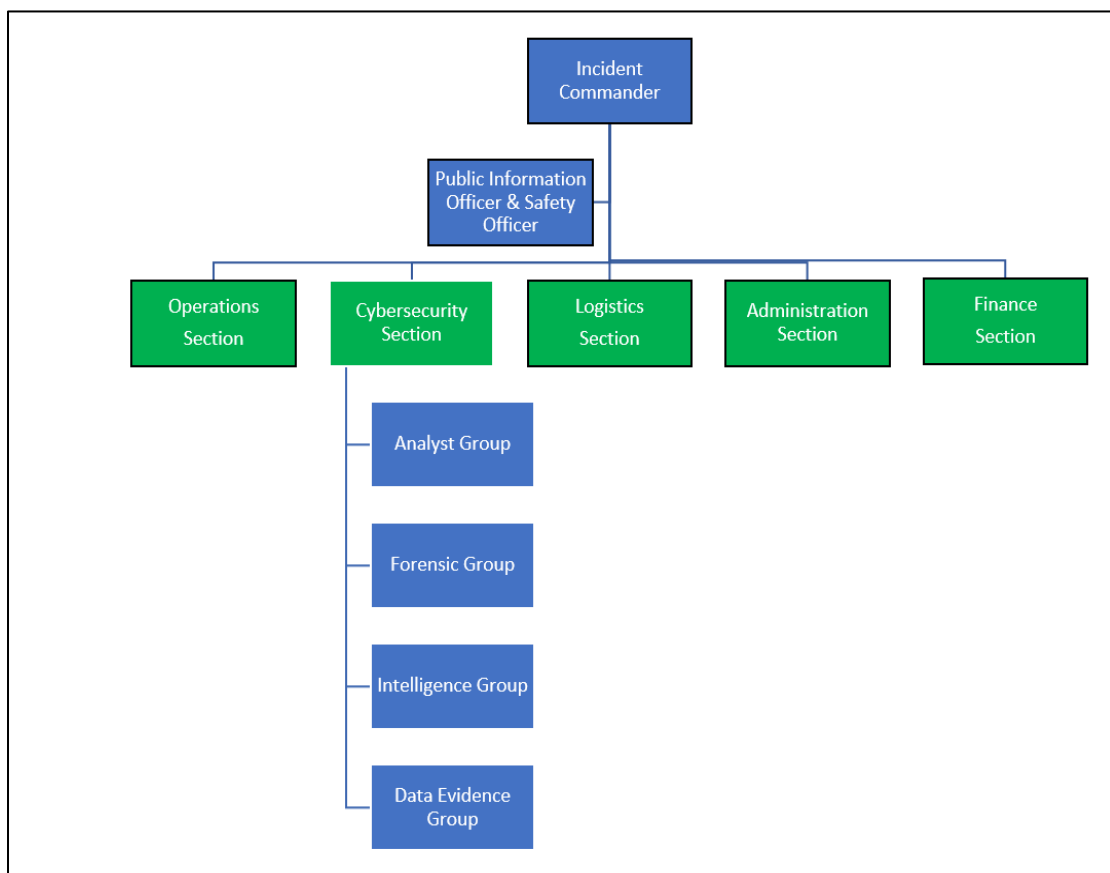 Incident
Commander
Public Information
Officer & Safety
Officer
Operations
Section
Cybersecurity
Section
Logistics
Section
Administration
Section
Finance
Section
Analyst Group
Forensic Group
Intelligence Group
Data Evidence
Group